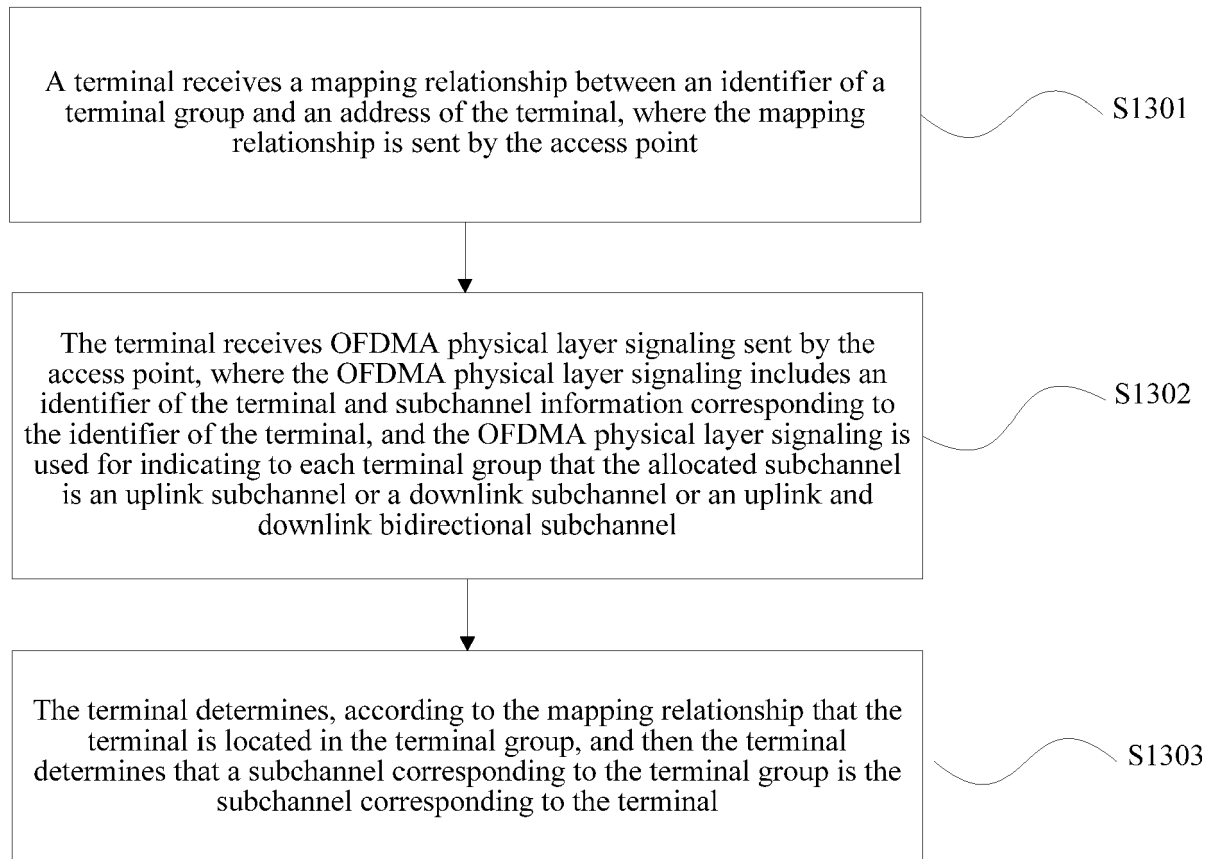 A terminal receives a mapping relationship between an identifier of a
terminal group and an address of the terminal, where the mapping
relationship is sent by the access point
S1301
The terminal receives OFDMA physical layer signaling sent by the
access point, where the OFDMA physical layer signaling includes an
identifier of the terminal and subchannel information corresponding to
the identifier of the terminal, and the OFDMA physical layer signaling is
used for indicating to each terminal group that the allocated subchannel
is an uplink subchannel or a downlink subchannel or an uplink and
downlink bidirectional subchannel
S1302
The terminal determines, according to the mapping relationship that the
terminal is located in the terminal group, and then the terminal
determines that a subchannel corresponding to the terminal group is the
subchannel corresponding to the terminal
S1303